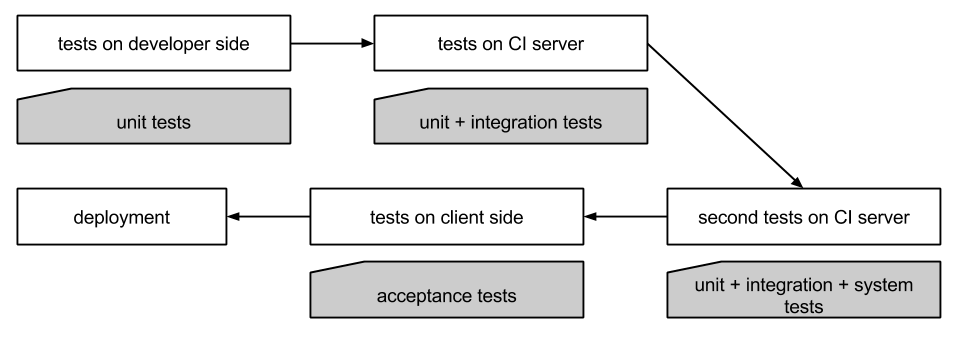 tests on developer side
tests on CI server
unit tests
unit + integration tests
deployment
tests on client side
second tests on CI server
acceptance tests
unit + integration + system
tests